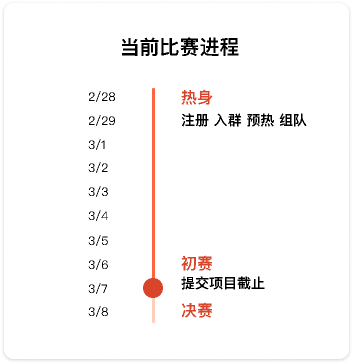 当前比赛进程
2/28 热身
2/29 注册 入群 预热 组队
3/1
3/2
3/3
3/4
3/5
3/6 初赛
3/7 提交项目截止
3/8 决赛